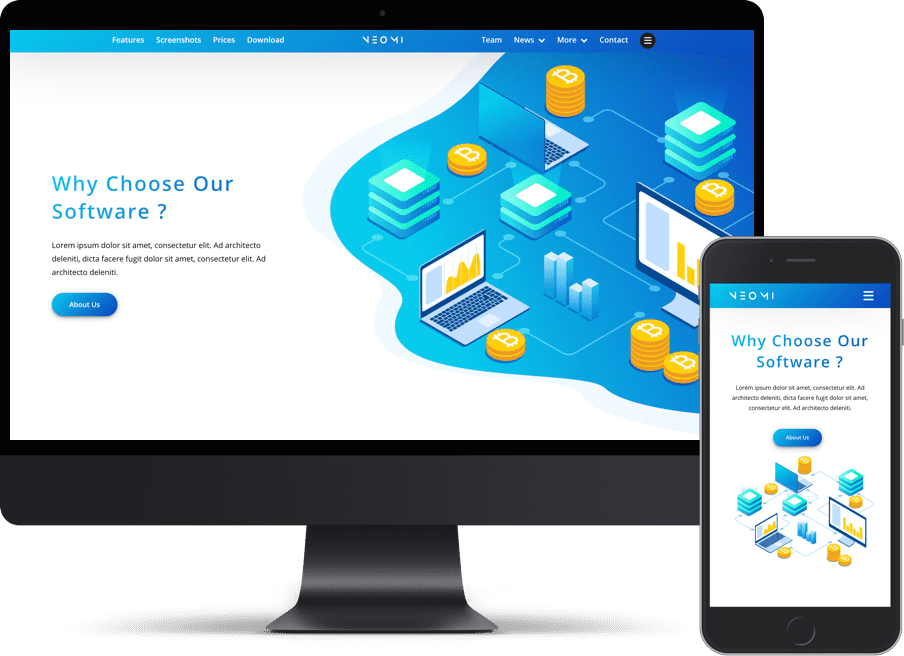 Features Screenshots Prices Download NEOMI Team News More Contact
Why Choose Our
Software ?
Lorem ipsum dolor sit amet, consectetur elit. Ad architecto
deleniti, dicta facere fugit dolor sit amet, consectetur elit. Ad
architecto deleniti.
About Us
NEOMI
Why Choose Our
Software ?
Lorem ipsum dolor sit amet, consectetur elit. Ad
architecto deleniti, dicta facere fugit dolor sit amet,
consectetur elit. Ad architecto deleniti.
About Us